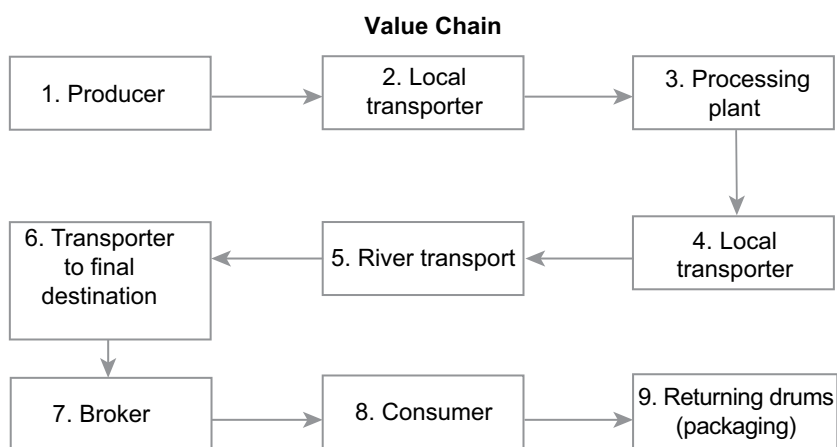 Value Chain
1. Producer
2. Local
transporter
3. Processing
plant
4. Local
transporter
5. River transport
6. Transporter
to final
destination
7. Broker
8. Consumer
9. Returning drums
(packaging)